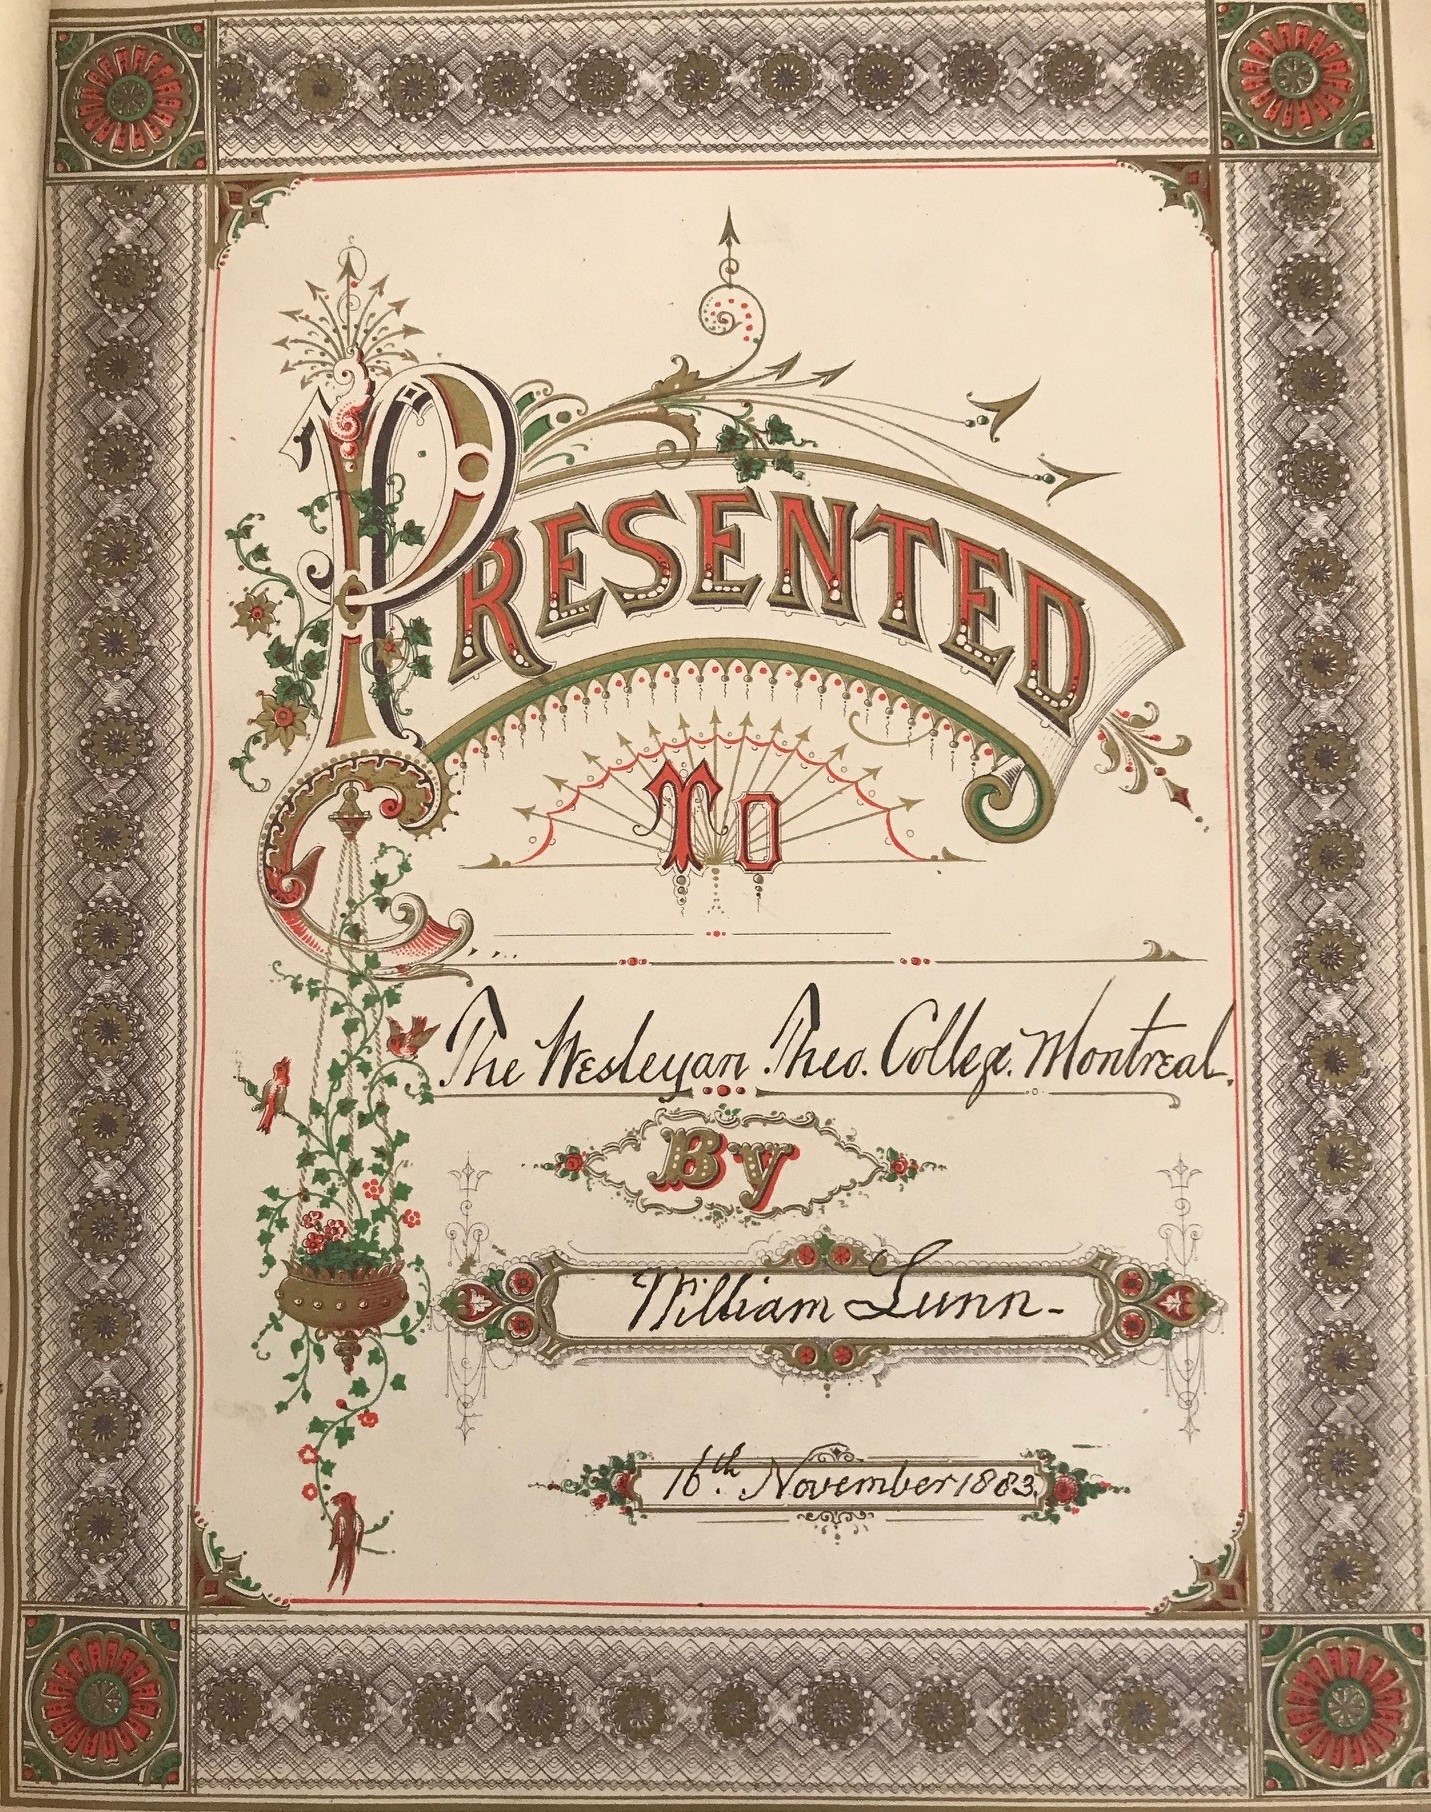 PRESENTED
TO
The Wesleyan Theo. College. Montreal.
By
William Lunn-
16th. November 1883.